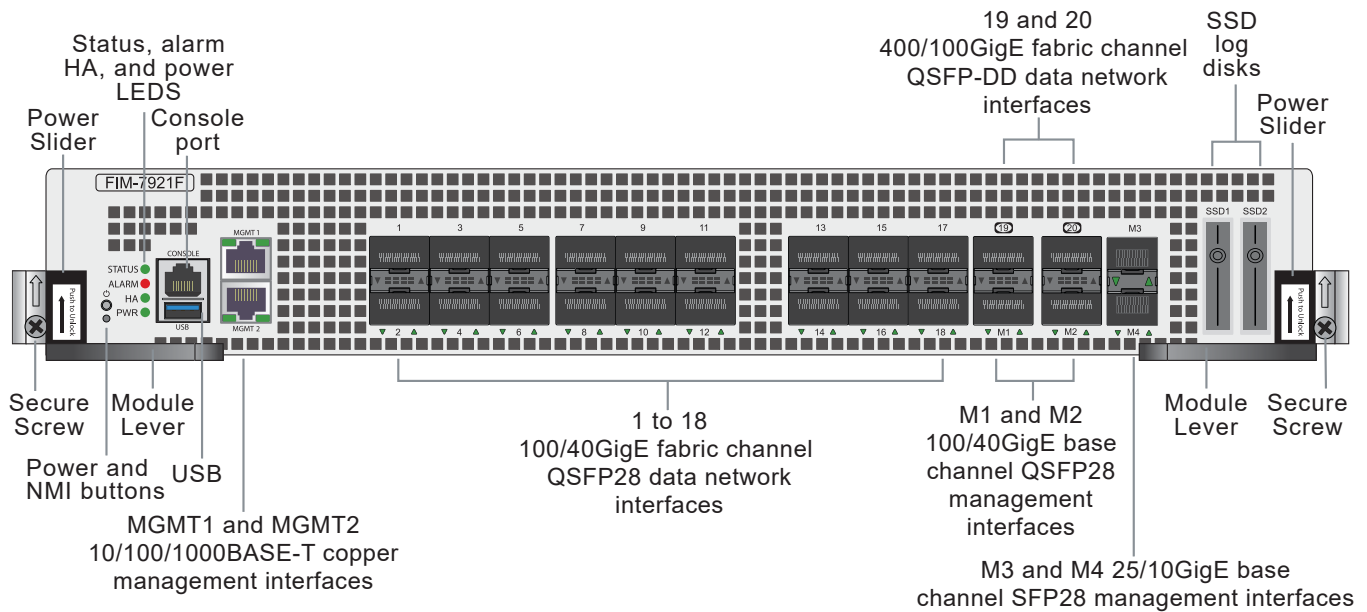 19 and 20
400/100GigE fabric channel
QSFP-DD data network
interfaces
SSD
log
disks
Status, alarm
HA, and power
LEDS
Power
Slider
Console
port
Power
Slider
FIM-7921F
STATUS
ALARM
HA
PWR
CONSOLE
USB
MGMT 1
MGMT 2
1
3
5
7
9
11
13
15
17
19
20
M3
SSD1
SSD2
2
4
6
8
10
12
14
16
18
M1
M2
M4
Push to Unlock
Push to Unlock
Secure
Screw
Module
Lever
Power and
NMI buttons
USB
MGMT1 and MGMT2
10/100/1000BASE-T copper
management interfaces
1 to 18
100/40GigE fabric channel
QSFP28 data network
interfaces
M1 and M2
100/40GigE base
channel QSFP28
management
interfaces
Module
Lever
Secure
Screw
M3 and M4 25/10GigE base
channel SFP28 management interfaces